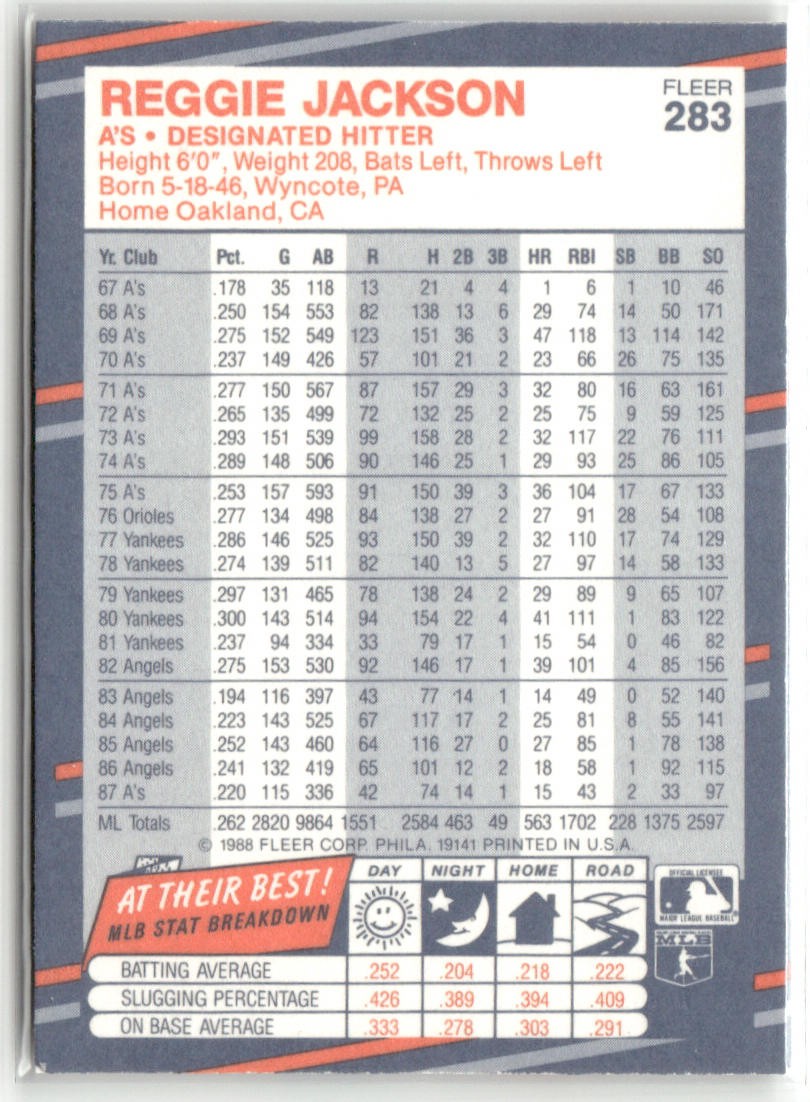 REGGIE JACKSON
FLEER
283
A'S • DESIGNATED HITTER
Height 6'0", Weight 208, Bats Left, Throws Left
Born 5-18-46, Wyncote, PA
Home Oakland, CA
Yr. Club Pct. G AB R H 2B 3B HR RBI SB BB SO
67 A's .178 35 118 13 21 4 4 1 6 1 10 46
68 A's .250 154 553 82 138 13 6 29 74 14 50 171
69 A's .275 152 549 123 151 36 3 47 118 13 114 142
70 A's .237 149 426 57 101 21 2 23 66 26 75 135
71 A's .277 150 567 87 157 29 3 32 80 16 63 161
72 A's .265 135 499 72 132 25 2 25 75 9 59 125
73 A's .293 151 539 99 158 28 2 32 117 22 76 111
74 A's .289 148 506 90 146 25 1 29 93 25 86 105
75 A's .253 157 593 91 150 39 3 36 104 17 67 133
76 Orioles .277 134 498 84 138 27 2 27 91 28 54 108
77 Yankees .286 146 525 93 150 39 2 32 110 17 74 129
78 Yankees .274 139 511 82 140 13 5 27 97 14 58 133
79 Yankees .297 131 465 78 138 24 2 29 89 9 65 107
80 Yankees .300 143 514 94 154 22 4 41 111 1 83 122
81 Yankees .237 94 334 33 79 17 1 15 54 0 46 82
82 Angels .275 153 530 92 146 17 1 39 101 4 85 156
83 Angels .194 116 397 43 77 14 1 14 49 0 52 140
84 Angels .223 143 525 67 117 17 2 25 81 8 55 141
85 Angels .252 143 460 64 116 27 0 27 85 1 78 138
86 Angels .241 132 419 65 101 12 2 18 58 1 92 115
87 A's .220 115 336 42 74 14 1 15 43 2 33 97
ML Totals .262 2820 9864 1551 2584 463 49 563 1702 228 1375 2597
© 1988 FLEER CORP. PHILA. 19141 PRINTED IN U.S.A.
AT THEIR BEST!
MLB STAT BREAKDOWN
DAY NIGHT HOME ROAD
OFFICIAL LICENSEE
MAJOR LEAGUE BASEBALL
MLB
BATTING AVERAGE .252 .204 .218 .222
SLUGGING PERCENTAGE .426 .389 .394 .409
ON BASE AVERAGE .333 .278 .303 .291